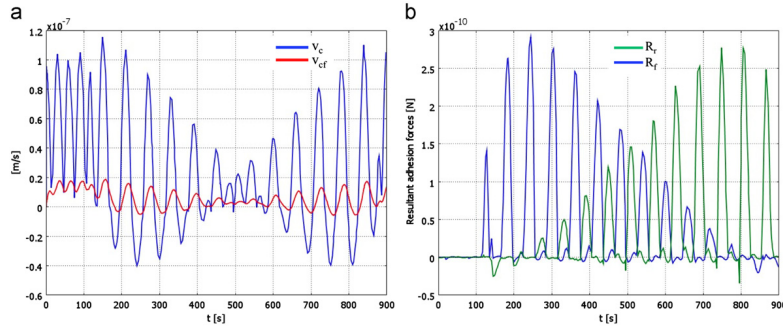 a
×10⁻⁷
1.2
1
0.8
0.6
0.4
0.2
0
-0.2
-0.4
-0.6
[m/s]
v_c
v_cf
0 100 200 300 400 500 600 700 800 900
t [s]
b
×10⁻¹⁰
3
2.5
2
1.5
1
0.5
0
-0.5
Resultant adhesion forces [N]
R_r
R_f
0 100 200 300 400 500 600 700 800 900
t [s]